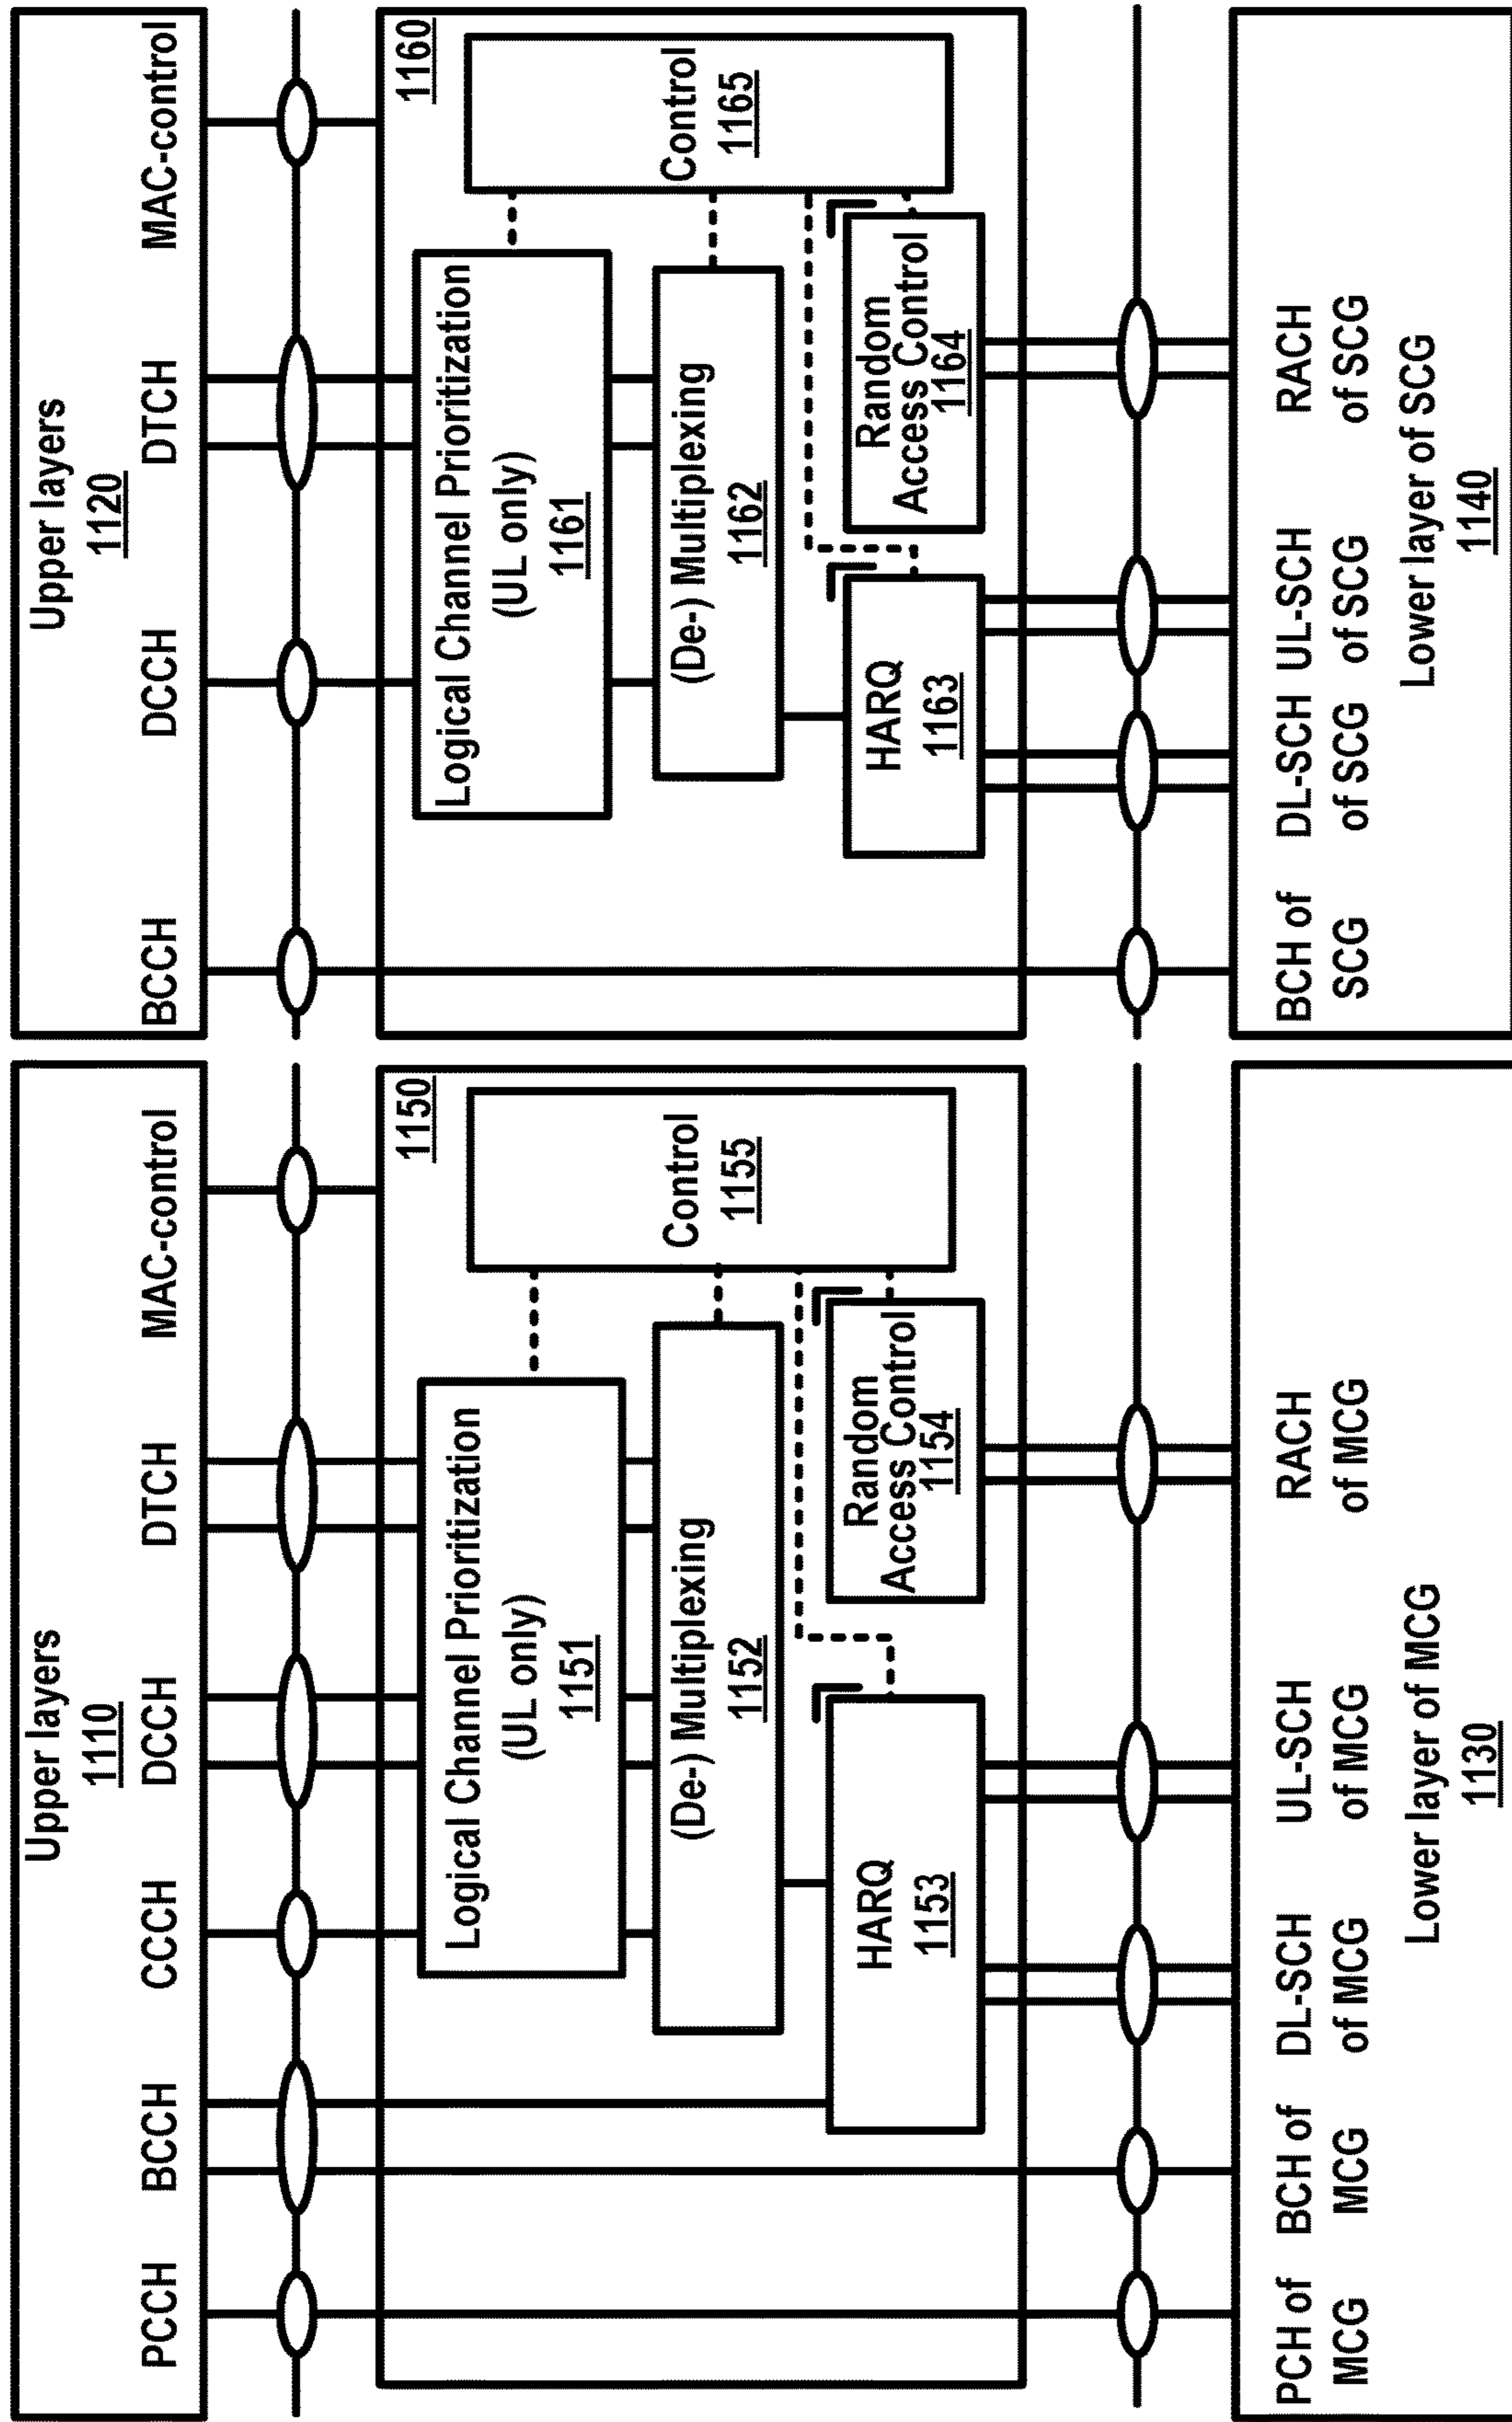 Upper layers
1110
PCCH BCCH CCCH DCCH DTCH MAC-control
1150
Logical Channel Prioritization
(UL only)
1151
(De-) Multiplexing
1152
HARQ
1153
Random
Access Control
1154
Control
1155
PCH of MCG
BCH of MCG
DL-SCH of MCG
UL-SCH of MCG
RACH of MCG
Lower layer of MCG
1130
Upper layers
1120
BCCH DCCH DTCH MAC-control
1160
Logical Channel Prioritization
(UL only)
1161
(De-) Multiplexing
1162
HARQ
1163
Random
Access Control
1164
Control
1165
BCH of SCG
DL-SCH of SCG
UL-SCH of SCG
RACH of SCG
Lower layer of SCG
1140